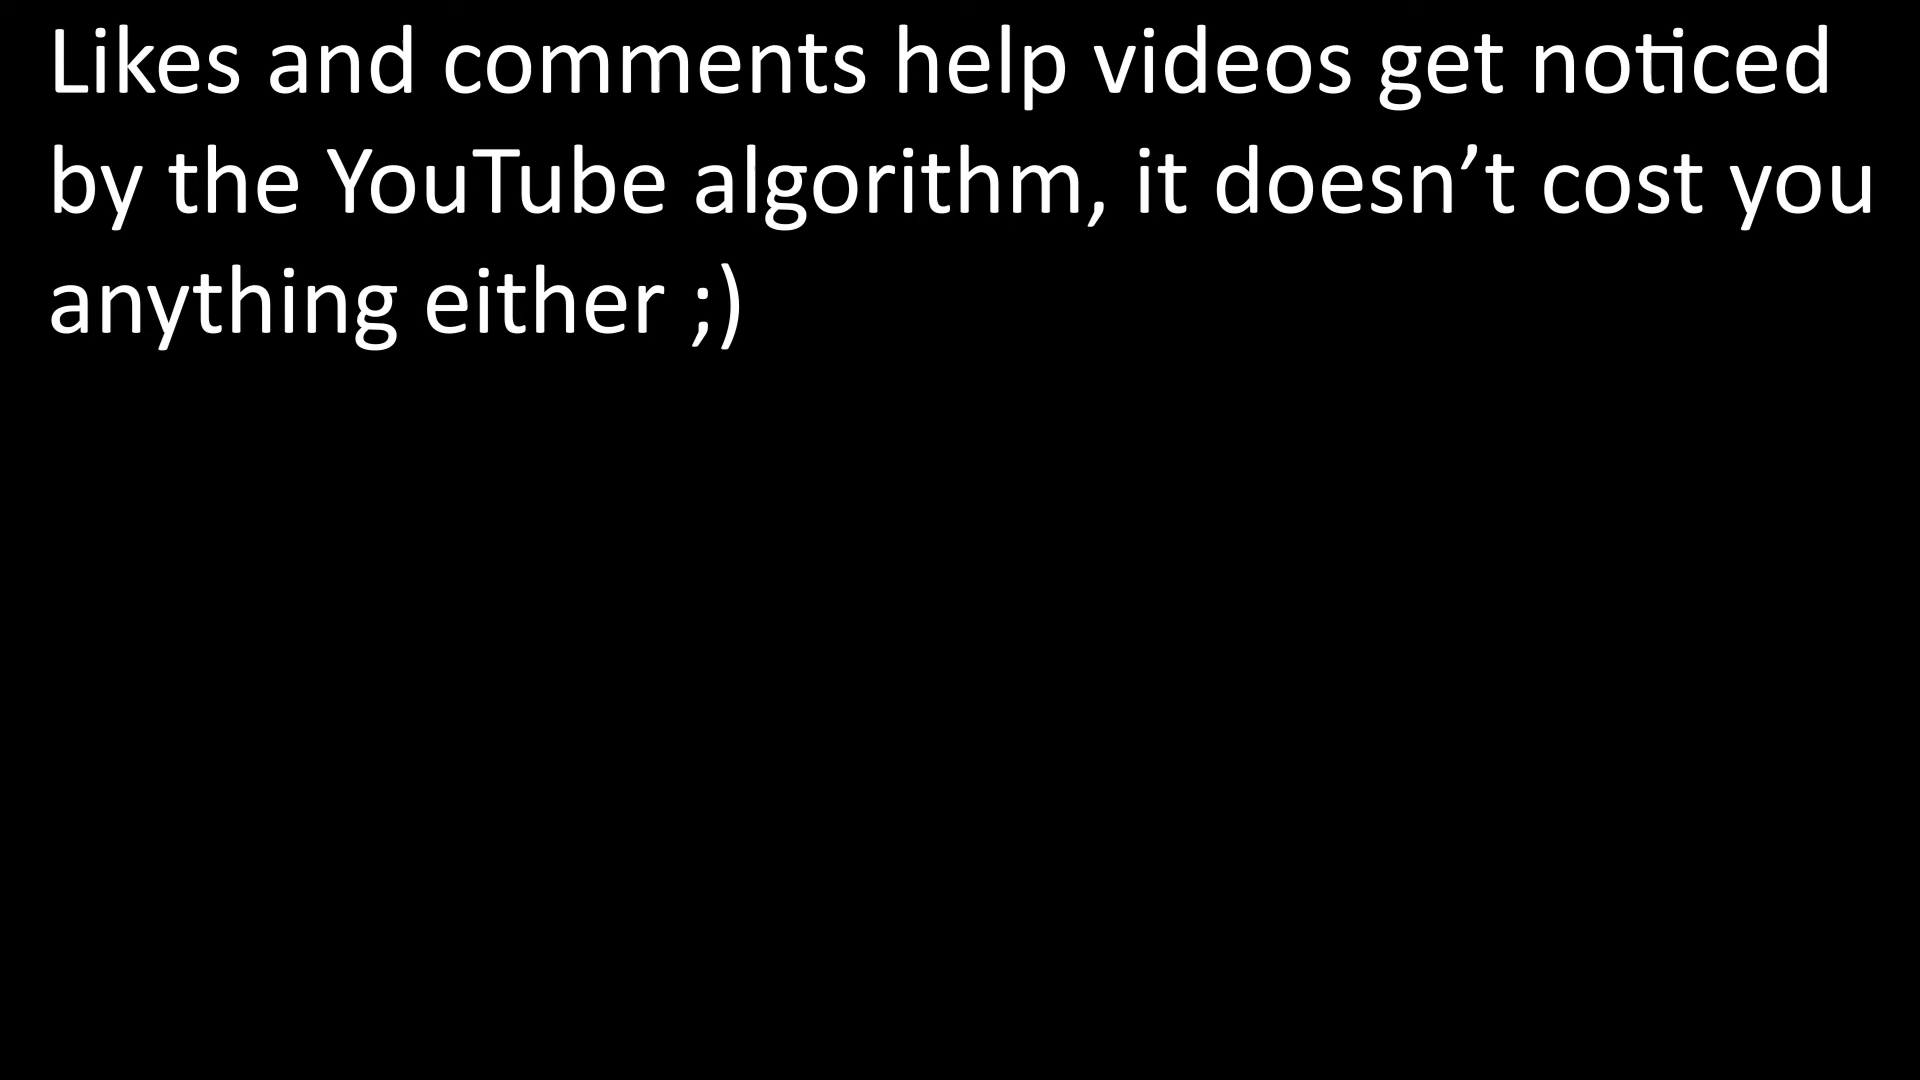 Likes and comments help videos get noticed
by the YouTube algorithm, it doesn’t cost you
anything either ;)